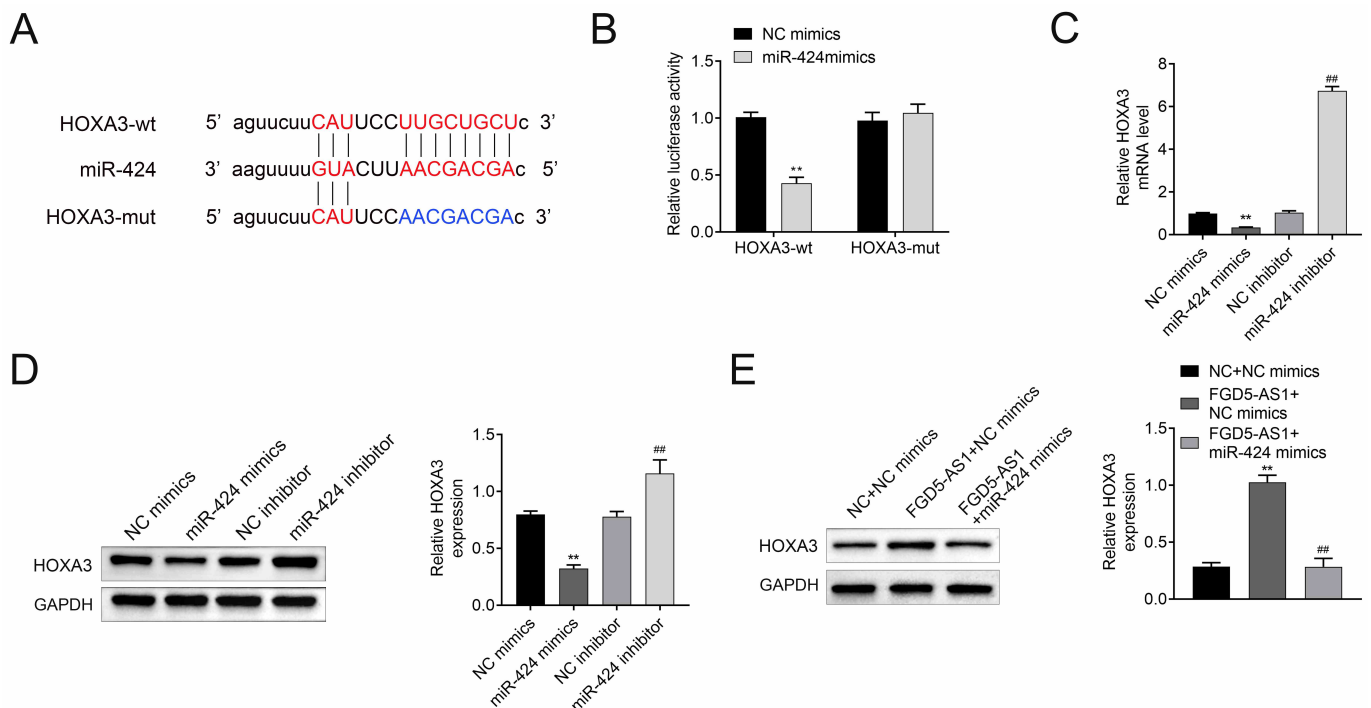 A
HOXA3-wt 5’ aguucuuCAUUCCUUGCUGCUc 3’
miR-424 3’ aaguuuuGUACUUAACGACGAc 5’
HOXA3-mut 5’ aguucuuCAUUCCAACGACGAc 3’
B
NC mimics
miR-424mimics
Relative luciferase activity
1.5
1.0
0.5
0.0
**
HOXA3-wt HOXA3-mut
C
Relative HOXA3
mRNA level
8
6
4
2
0
**
##
NC mimics
miR-424 mimics
NC inhibitor
miR-424 inhibitor
D
NC mimics
miR-424 mimics
NC inhibitor
miR-424 inhibitor
HOXA3
GAPDH
Relative HOXA3
expression
1.5
1.0
0.5
0.0
**
##
NC mimics
miR-424 mimics
NC inhibitor
miR-424 inhibitor
E
NC+NC mimics
FGD5-AS1+NC mimics
FGD5-AS1
+miR-424 mimics
HOXA3
GAPDH
NC+NC mimics
FGD5-AS1+
NC mimics
FGD5-AS1+
miR-424 mimics
Relative HOXA3
expression
1.5
1.0
0.5
0.0
**
##